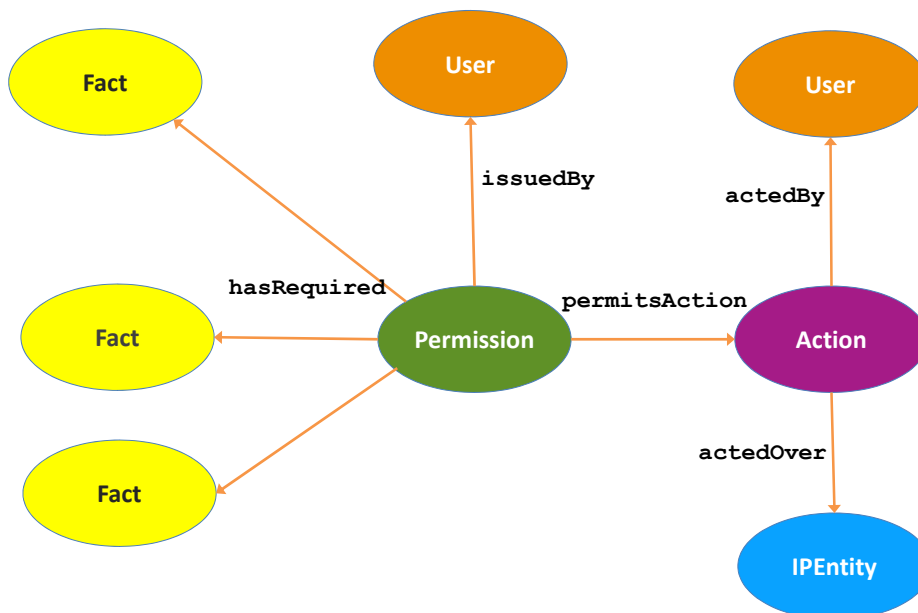 Fact
User
User
issuedBy
actedBy
hasRequired
permitsAction
Fact
Permission
Action
actedOver
Fact
IPEntity